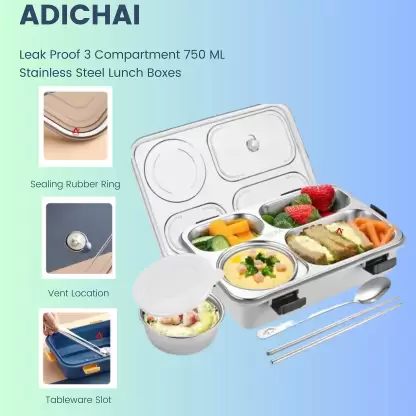 ADICHAI
Leak Proof 3 Compartment 750 ML
Stainless Steel Lunch Boxes
Sealing Rubber Ring
Vent Location
Tableware Slot